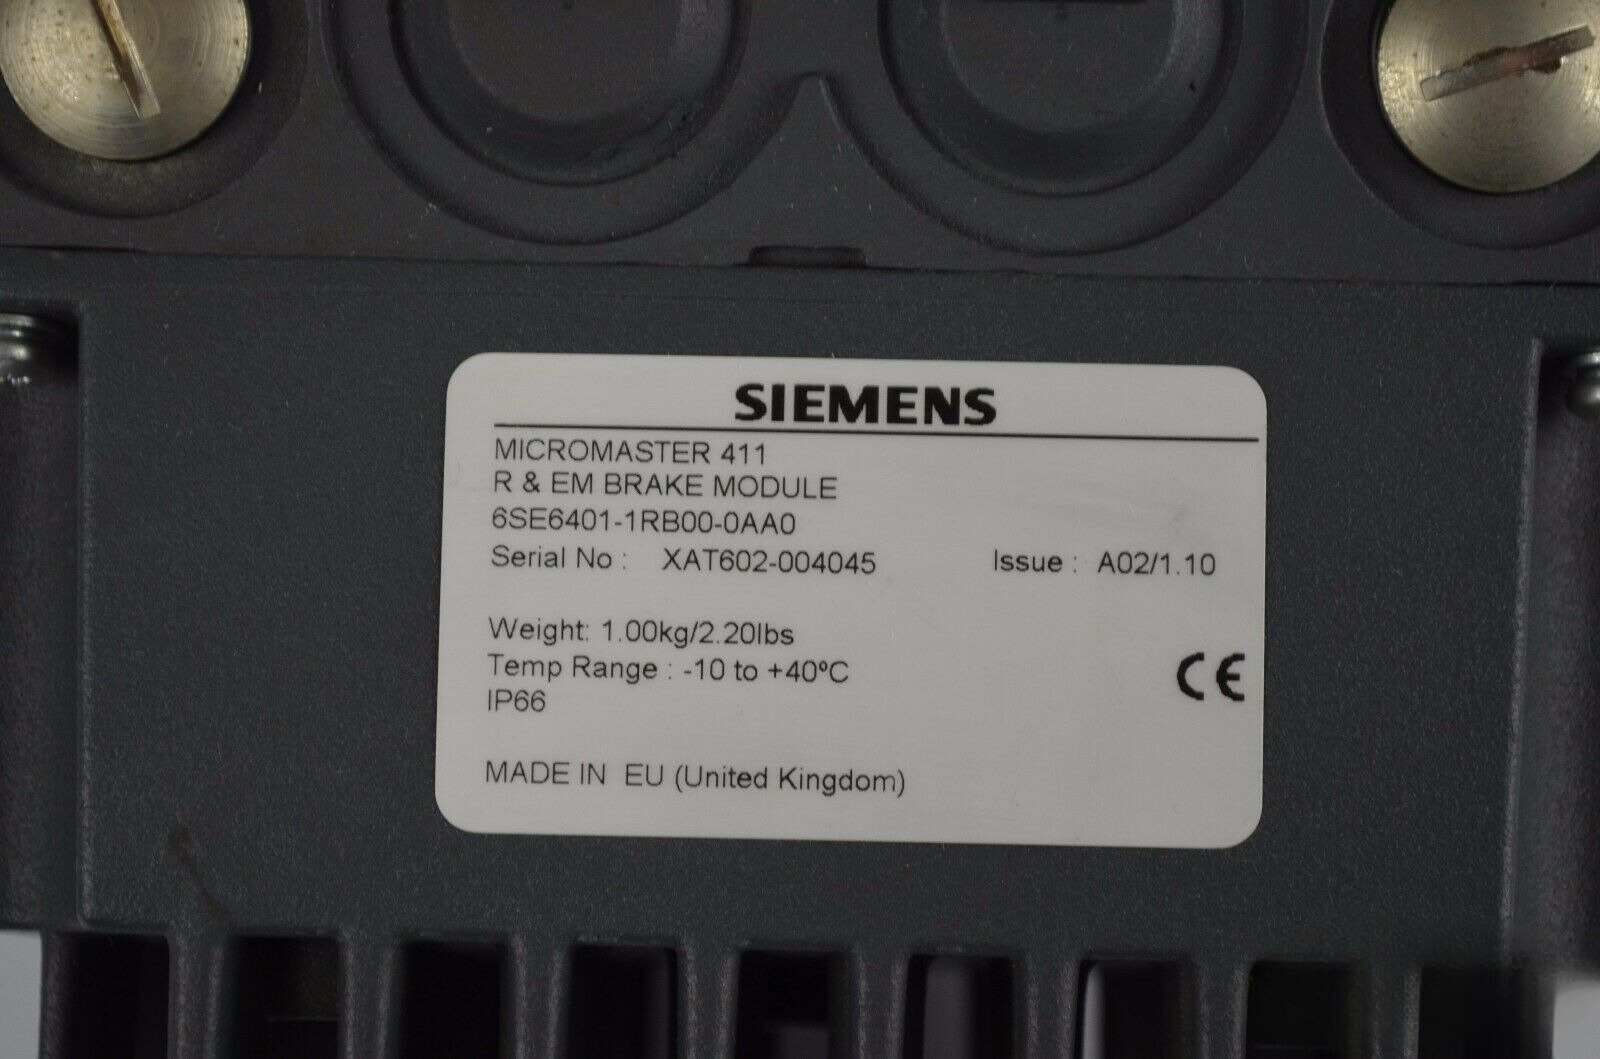 SIEMENS
MICROMASTER 411
R & EM BRAKE MODULE
6SE6401-1RB00-0AA0
Serial No : XAT602-004045 Issue : A02/1.10
Weight: 1.00kg/2.20lbs
Temp Range : -10 to +40ºC
IP66
CE
MADE IN EU (United Kingdom)